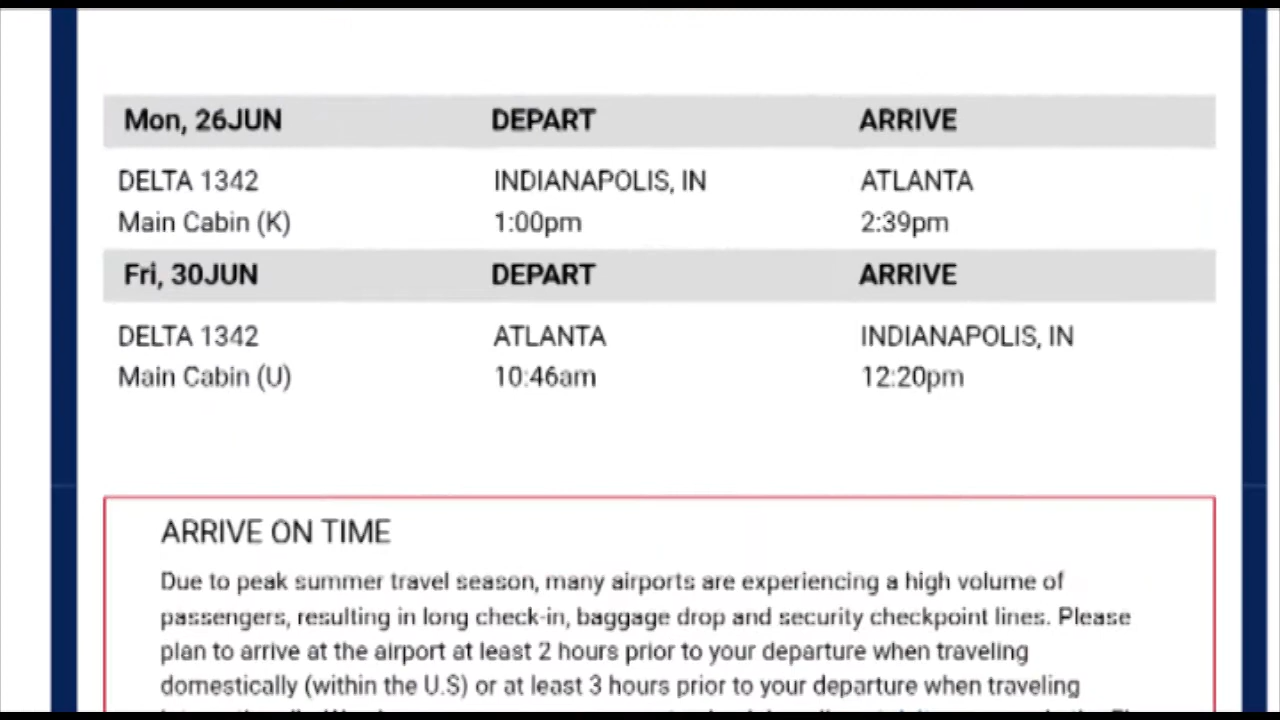 Mon, 26JUN DEPART ARRIVE
DELTA 1342 INDIANAPOLIS, IN ATLANTA
Main Cabin (K) 1:00pm 2:39pm
Fri, 30JUN DEPART ARRIVE
DELTA 1342 ATLANTA INDIANAPOLIS, IN
Main Cabin (U) 10:46am 12:20pm
ARRIVE ON TIME
Due to peak summer travel season, many airports are experiencing a high volume of
passengers, resulting in long check-in, baggage drop and security checkpoint lines. Please
plan to arrive at the airport at least 2 hours prior to your departure when traveling
domestically (within the U.S) or at least 3 hours prior to your departure when traveling